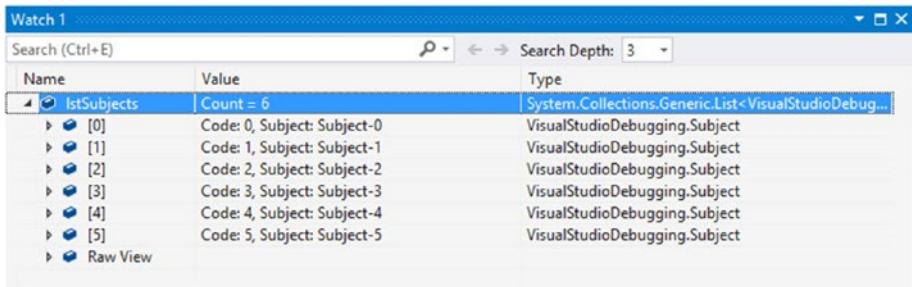 Watch 1
Search (Ctrl+E) Search Depth: 3
Name Value Type
lstSubjects Count = 6 System.Collections.Generic.List<VisualStudioDebug...
[0] Code: 0, Subject: Subject-0 VisualStudioDebugging.Subject
[1] Code: 1, Subject: Subject-1 VisualStudioDebugging.Subject
[2] Code: 2, Subject: Subject-2 VisualStudioDebugging.Subject
[3] Code: 3, Subject: Subject-3 VisualStudioDebugging.Subject
[4] Code: 4, Subject: Subject-4 VisualStudioDebugging.Subject
[5] Code: 5, Subject: Subject-5 VisualStudioDebugging.Subject
Raw View